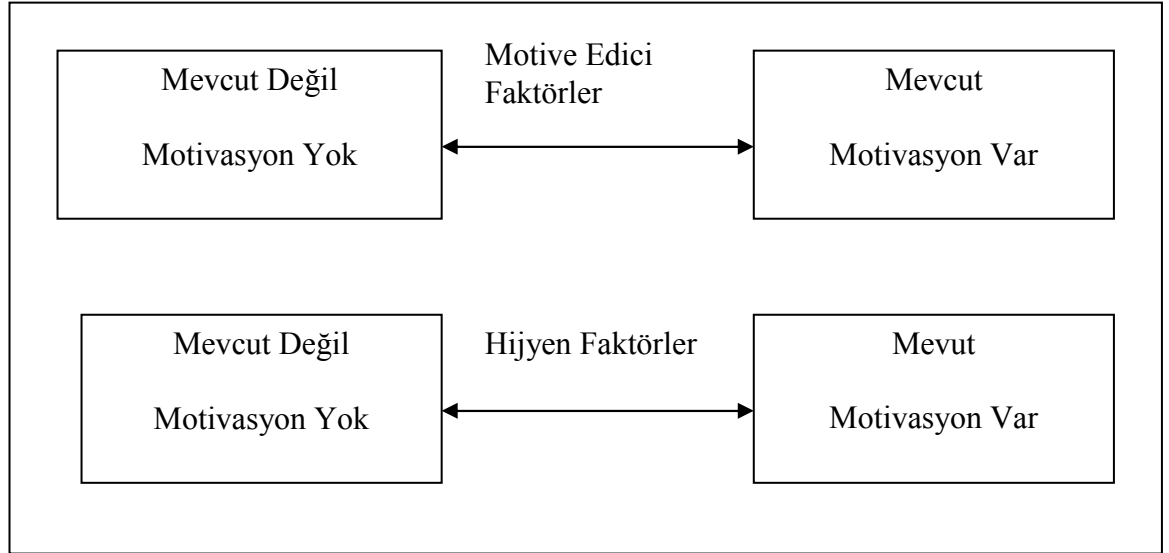 Mevcut Değil
Motivasyon Yok
Motive Edici
Faktörler
Mevcut
Motivasyon Var
Mevcut Değil
Motivasyon Yok
Hijyen Faktörler
Mevut
Motivasyon Var